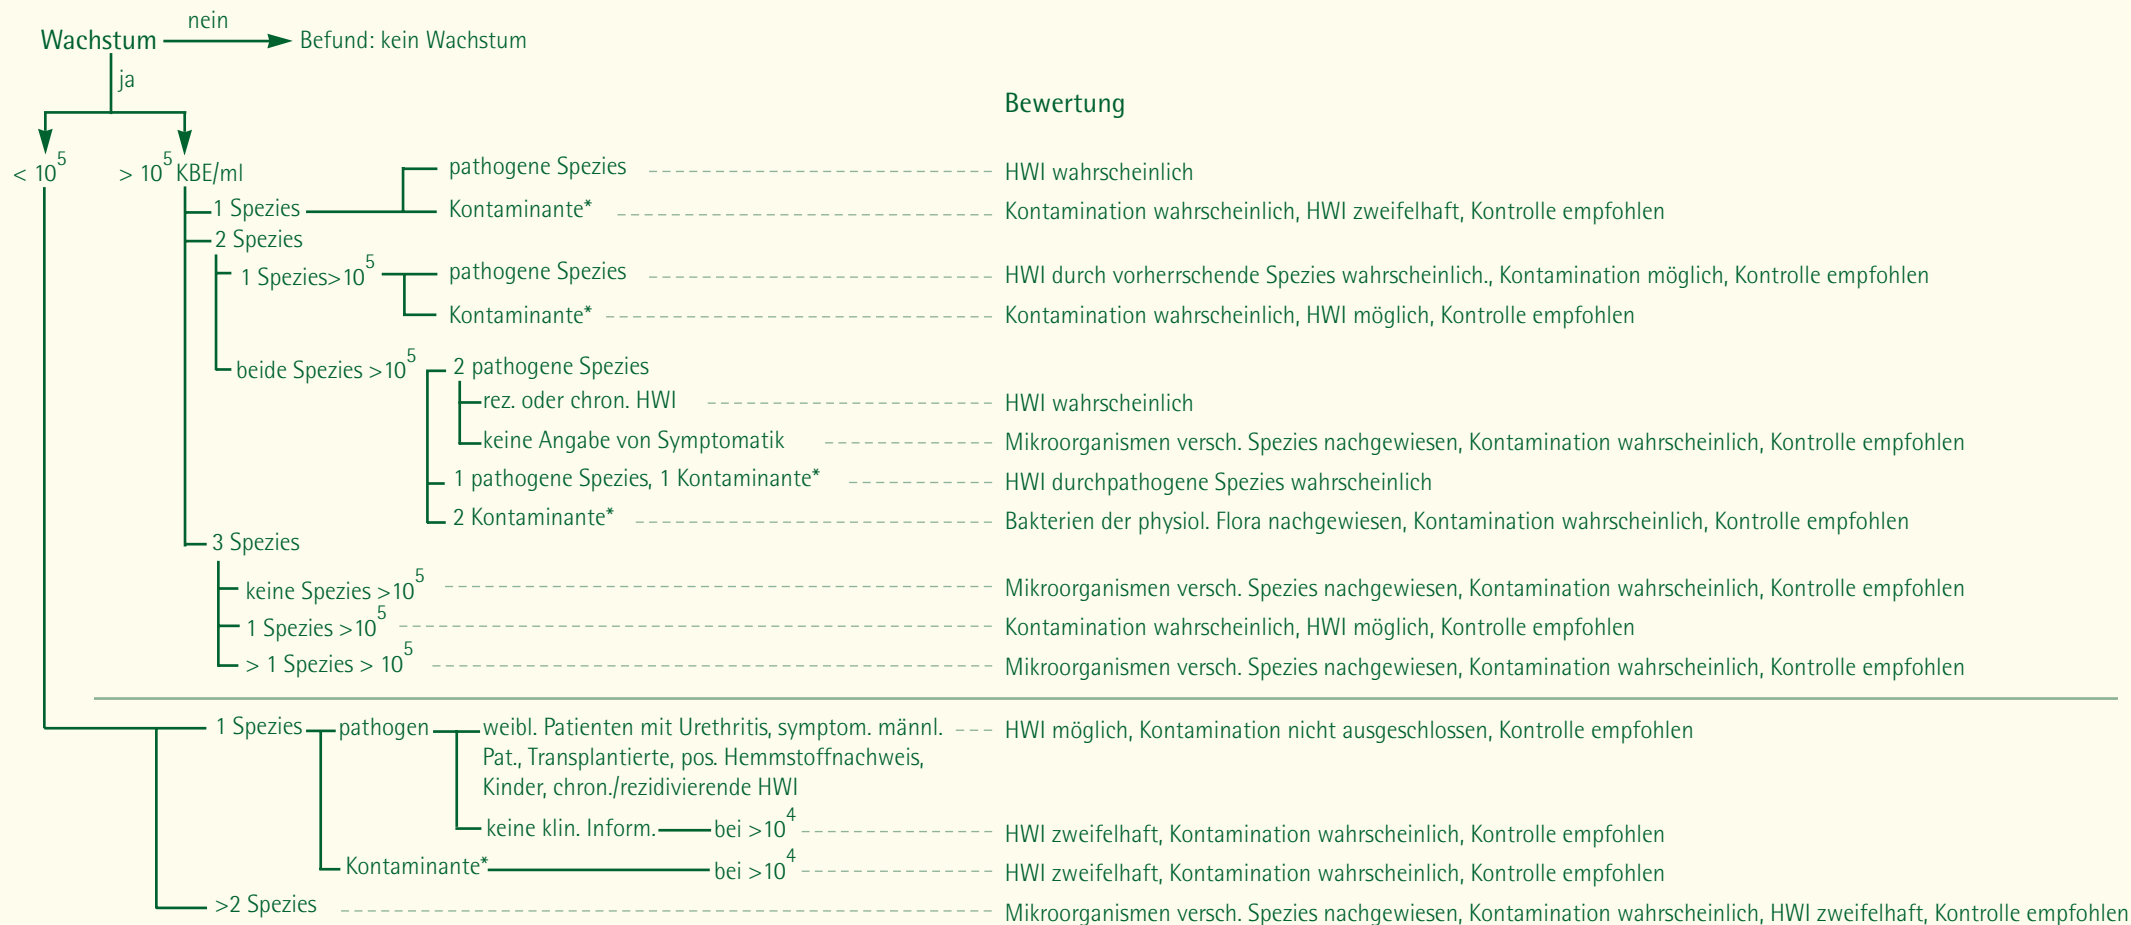 nein
Wachstum Befund: kein Wachstum
ja
Bewertung
< 10^5 > 10^5 KBE/ml
pathogene Spezies HWI wahrscheinlich
1 Spezies Kontaminante* Kontamination wahrscheinlich, HWI zweifelhaft, Kontrolle empfohlen
2 Spezies
1 Spezies>10^5 pathogene Spezies HWI durch vorherrschende Spezies wahrscheinlich., Kontamination möglich, Kontrolle empfohlen
Kontaminante* Kontamination wahrscheinlich, HWI möglich, Kontrolle empfohlen
beide Spezies >10^5 2 pathogene Spezies
rez. oder chron. HWI HWI wahrscheinlich
keine Angabe von Symptomatik Mikroorganismen versch. Spezies nachgewiesen, Kontamination wahrscheinlich, Kontrolle empfohlen
1 pathogene Spezies, 1 Kontaminante* HWI durchpathogene Spezies wahrscheinlich
2 Kontaminante* Bakterien der physiol. Flora nachgewiesen, Kontamination wahrscheinlich, Kontrolle empfohlen
3 Spezies
keine Spezies >10^5 Mikroorganismen versch. Spezies nachgewiesen, Kontamination wahrscheinlich, Kontrolle empfohlen
1 Spezies >10^5 Kontamination wahrscheinlich, HWI möglich, Kontrolle empfohlen
> 1 Spezies > 10^5 Mikroorganismen versch. Spezies nachgewiesen, Kontamination wahrscheinlich, Kontrolle empfohlen
1 Spezies pathogen weibl. Patienten mit Urethritis, symptom. männl. HWI möglich, Kontamination nicht ausgeschlossen, Kontrolle empfohlen
Pat., Transplantierte, pos. Hemmstoffnachweis,
Kinder, chron./rezidivierende HWI
keine klin. Inform. bei >10^4 HWI zweifelhaft, Kontamination wahrscheinlich, Kontrolle empfohlen
Kontaminante* bei >10^4 HWI zweifelhaft, Kontamination wahrscheinlich, Kontrolle empfohlen
>2 Spezies Mikroorganismen versch. Spezies nachgewiesen, Kontamination wahrscheinlich, HWI zweifelhaft, Kontrolle empfohlen